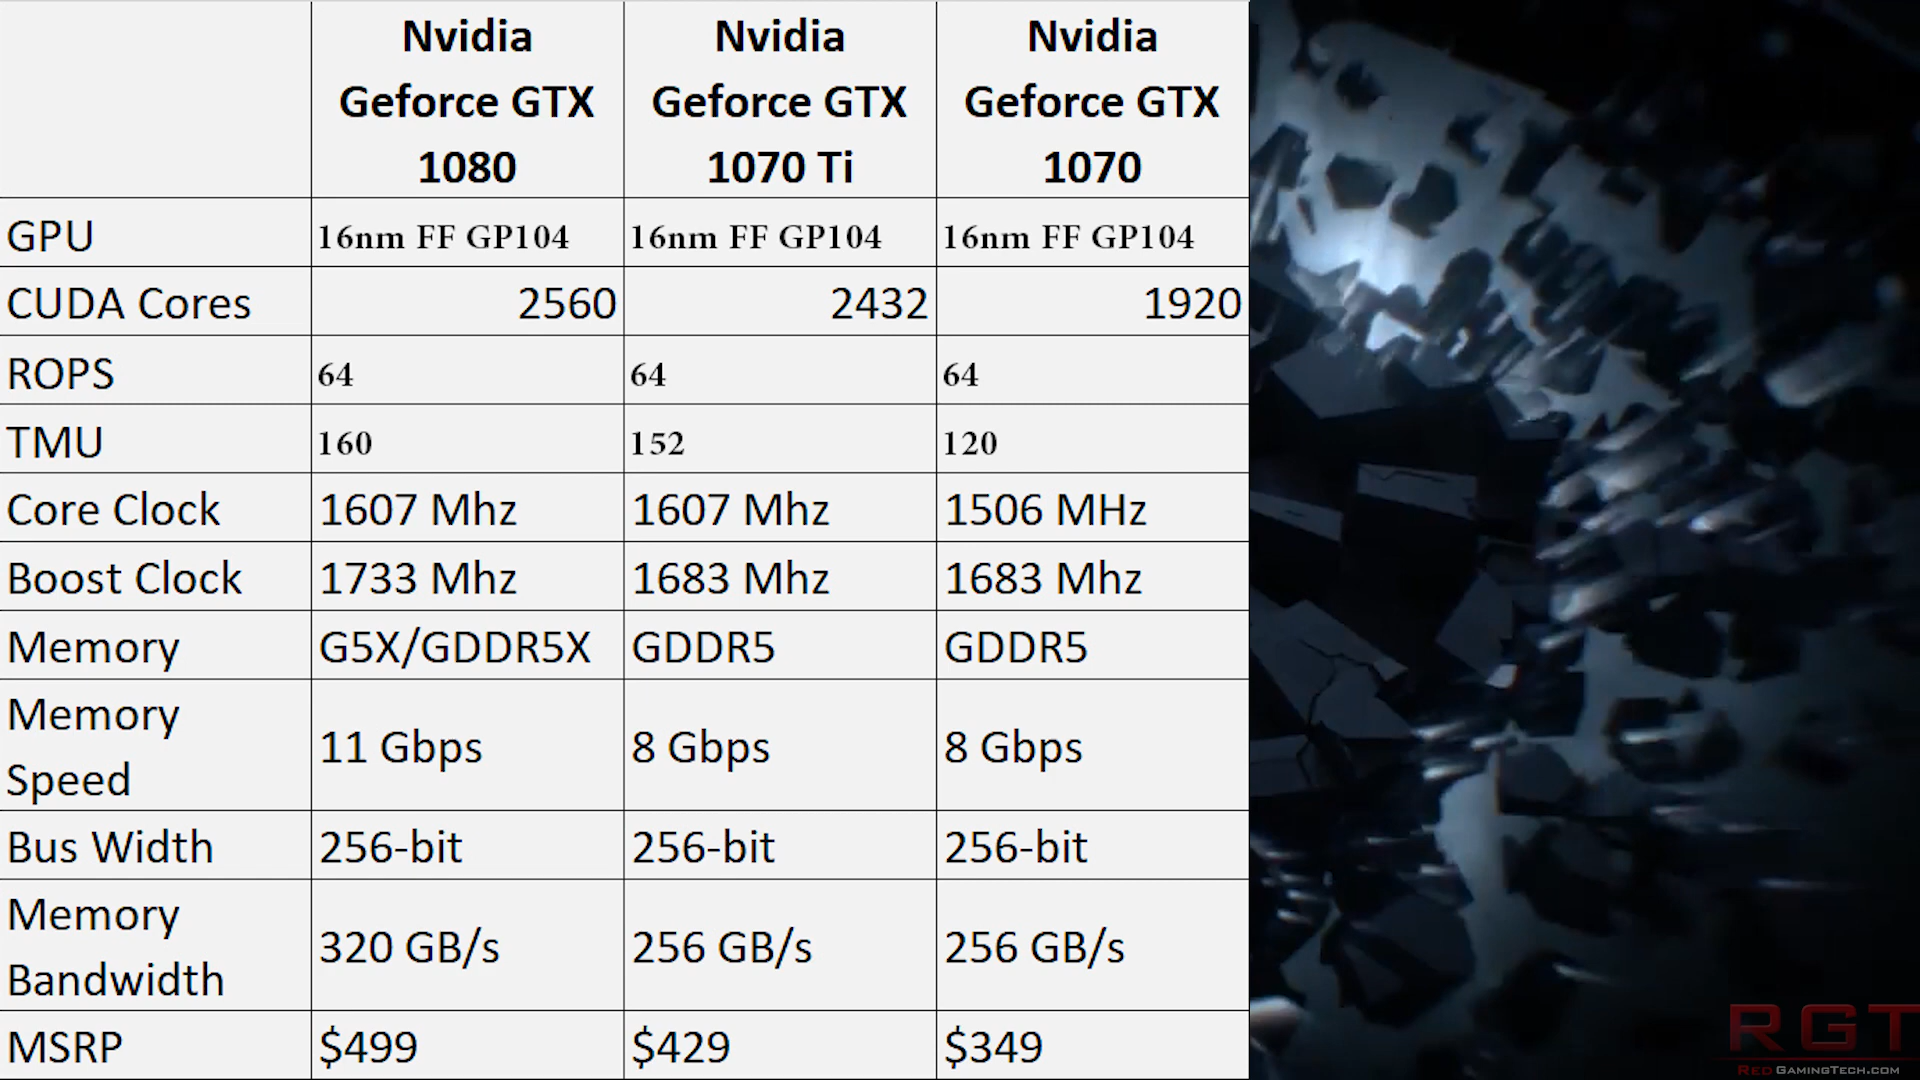 Nvidia Geforce GTX 1080 Nvidia Geforce GTX 1070 Ti Nvidia Geforce GTX 1070
GPU 16nm FF GP104 16nm FF GP104 16nm FF GP104
CUDA Cores 2560 2432 1920
ROPS 64 64 64
TMU 160 152 120
Core Clock 1607 Mhz 1607 Mhz 1506 MHz
Boost Clock 1733 Mhz 1683 Mhz 1683 Mhz
Memory G5X/GDDR5X GDDR5 GDDR5
Memory Speed 11 Gbps 8 Gbps 8 Gbps
Bus Width 256-bit 256-bit 256-bit
Memory Bandwidth 320 GB/s 256 GB/s 256 GB/s
MSRP $499 $429 $349
RGT
RED GAMINGTECH.COM